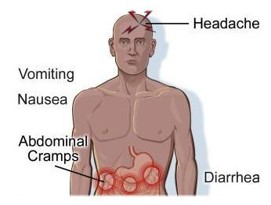 Headache
Vomiting
Nausea
Abdominal
Cramps
Diarrhea